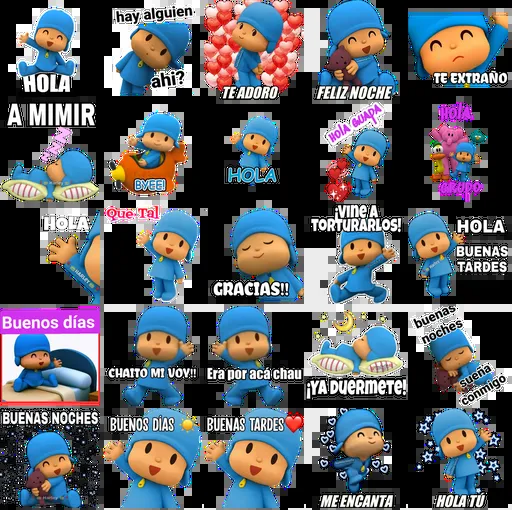 HOLA
hay alguien
ahí?
TE ADORO
FELIZ NOCHE
TE EXTRAÑO
A MIMIR
BYEE!
HOLA
HOLA GUAPA
HOLA
GRUPO
HOLA
Que Tal
GRACIAS!!
¡VINE A
TORTURARLOS!
HOLA
BUENAS
TARDES
Buenos días
CHAITO MI VOY!!
Era por acá chau
¡YA DUERMETE!
buenas
noches
sueña
conmigo
BUENAS NOCHES
BUENOS DÍAS
BUENAS TARDES
ME ENCANTA
HOLA TÚ